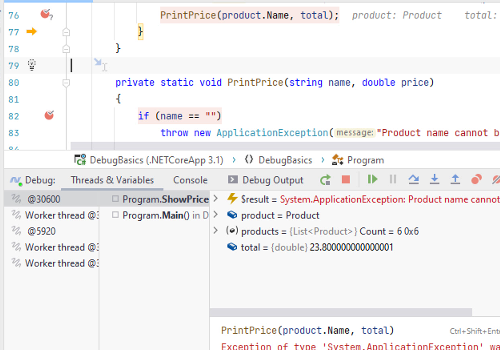 76 PrintPrice(product.Name, total); product: Product total:
77 }
78 }
79
80 private static void PrintPrice(string name, double price)
81 {
82 if (name == "")
83 throw new ApplicationException( message: "Product name cannot b
DebugBasics (.NETCoreApp 3.1) DebugBasics Program
Debug: Threads & Variables Console Debug Output
@30600 Program.ShowPrice $result = System.ApplicationException: Product name cannot
Worker thread @3 Program.Main() in D product = Product
@5920 products = {List<Product>} Count = 6 0x6
Worker thread @3 total = {double} 23.800000000000001
Worker thread @3
PrintPrice(product.Name, total) Ctrl+Shift+Ente
Exception of type 'System.ApplicationException' wa